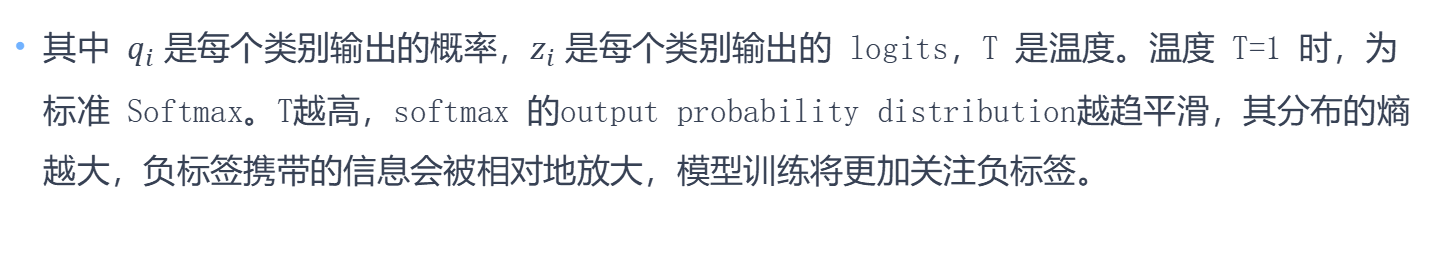 • 其中 qᵢ 是每个类别输出的概率，zᵢ 是每个类别输出的 logits，T 是温度。温度 T=1 时，为
标准 Softmax。T越高，softmax 的output probability distribution越趋平滑，其分布的熵
越大，负标签携带的信息会被相对地放大，模型训练将更加关注负标签。